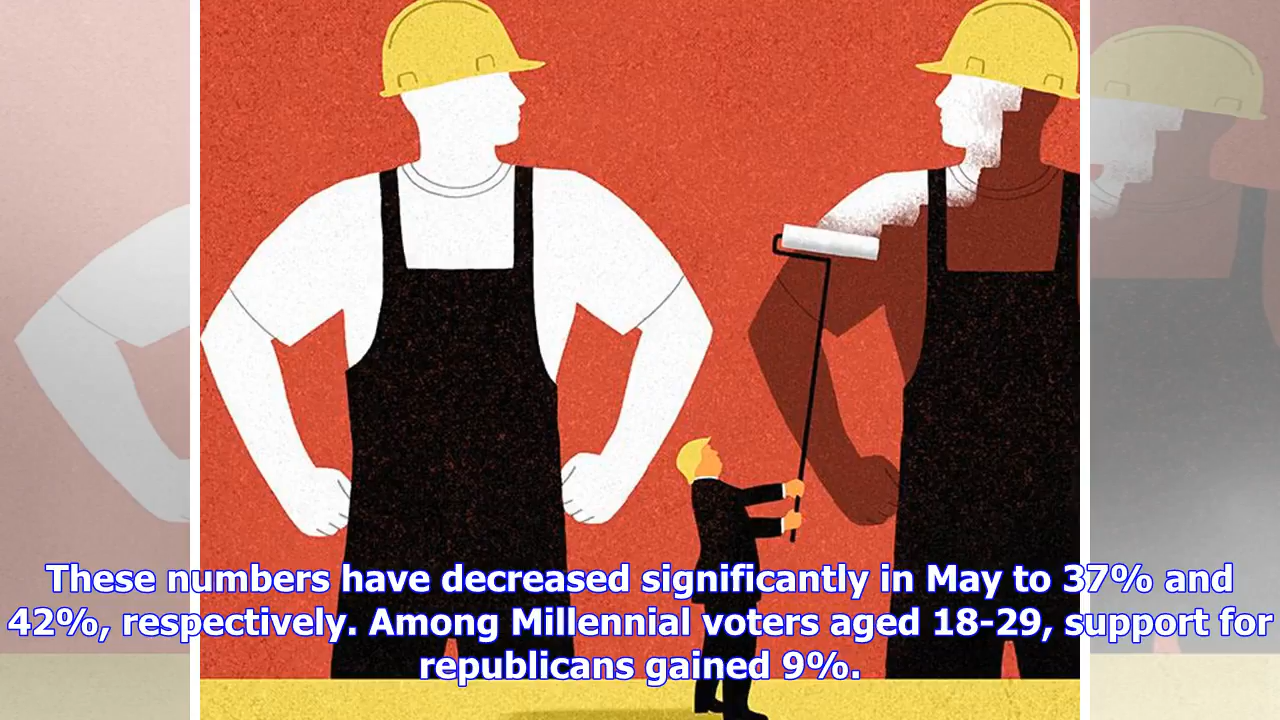 These numbers have decreased significantly in May to 37% and
42%, respectively. Among Millennial voters aged 18-29, support for
republicans gained 9%.